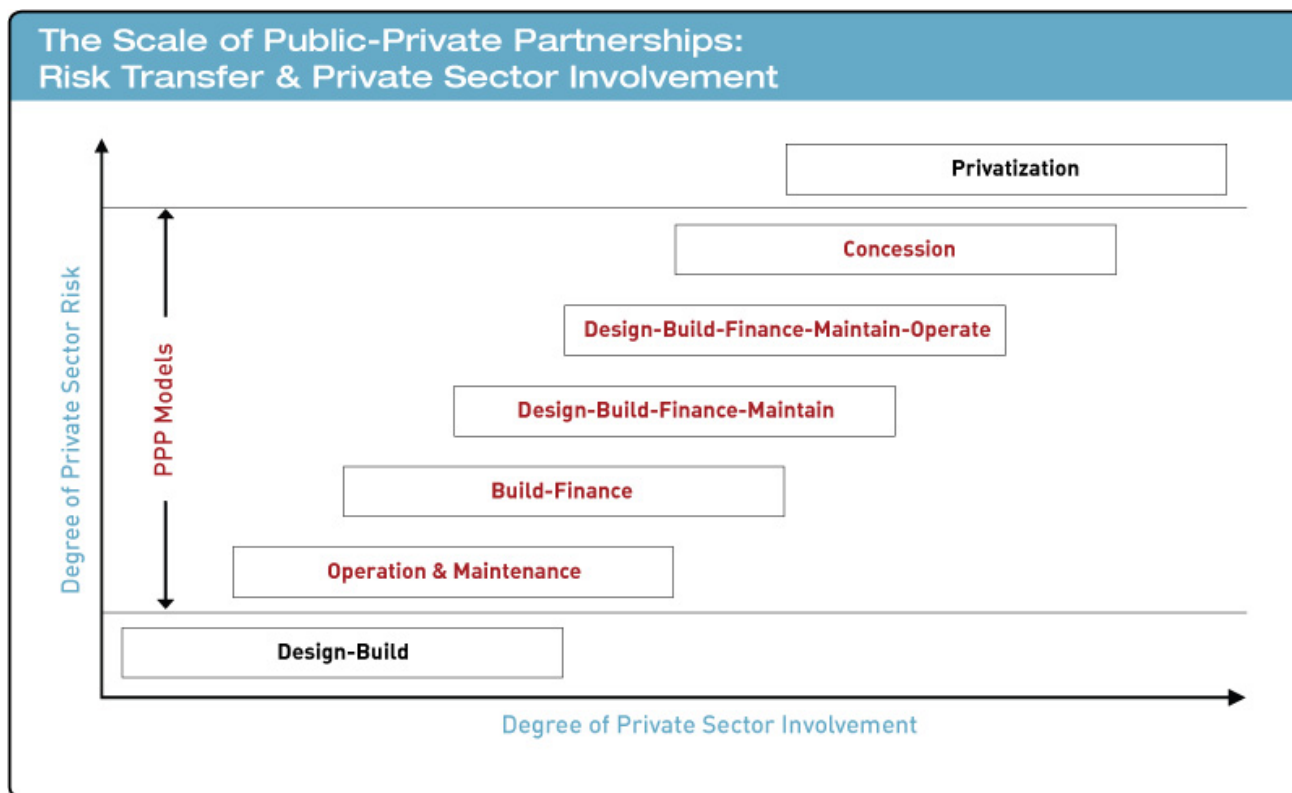 The Scale of Public-Private Partnerships:
Risk Transfer & Private Sector Involvement
Privatization
Concession
Design-Build-Finance-Maintain-Operate
Design-Build-Finance-Maintain
Build-Finance
Operation & Maintenance
Design-Build
PPP Models
Degree of Private Sector Risk
Degree of Private Sector Involvement